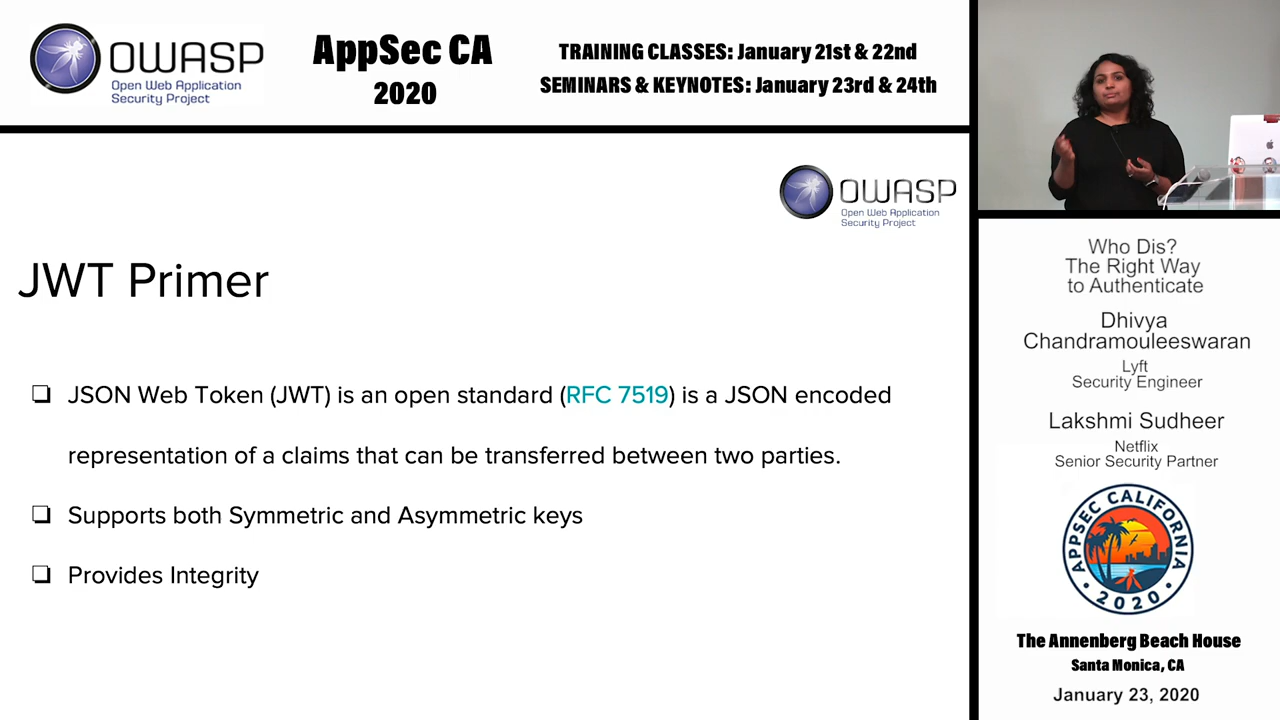 OWASP
Open Web Application
Security Project
AppSec CA
2020
TRAINING CLASSES: January 21st & 22nd
SEMINARS & KEYNOTES: January 23rd & 24th
OWASP
Open Web Application
Security Project
JWT Primer
❏ JSON Web Token (JWT) is an open standard (RFC 7519) is a JSON encoded
representation of a claims that can be transferred between two parties.
❏ Supports both Symmetric and Asymmetric keys
❏ Provides Integrity
Who Dis?
The Right Way
to Authenticate
Dhivya
Chandramouleeswaran
Lyft
Security Engineer
Lakshmi Sudheer
Netflix
Senior Security Partner
APPSEC CALIFORNIA
• 2020 •
The Annenberg Beach House
Santa Monica, CA
January 23, 2020